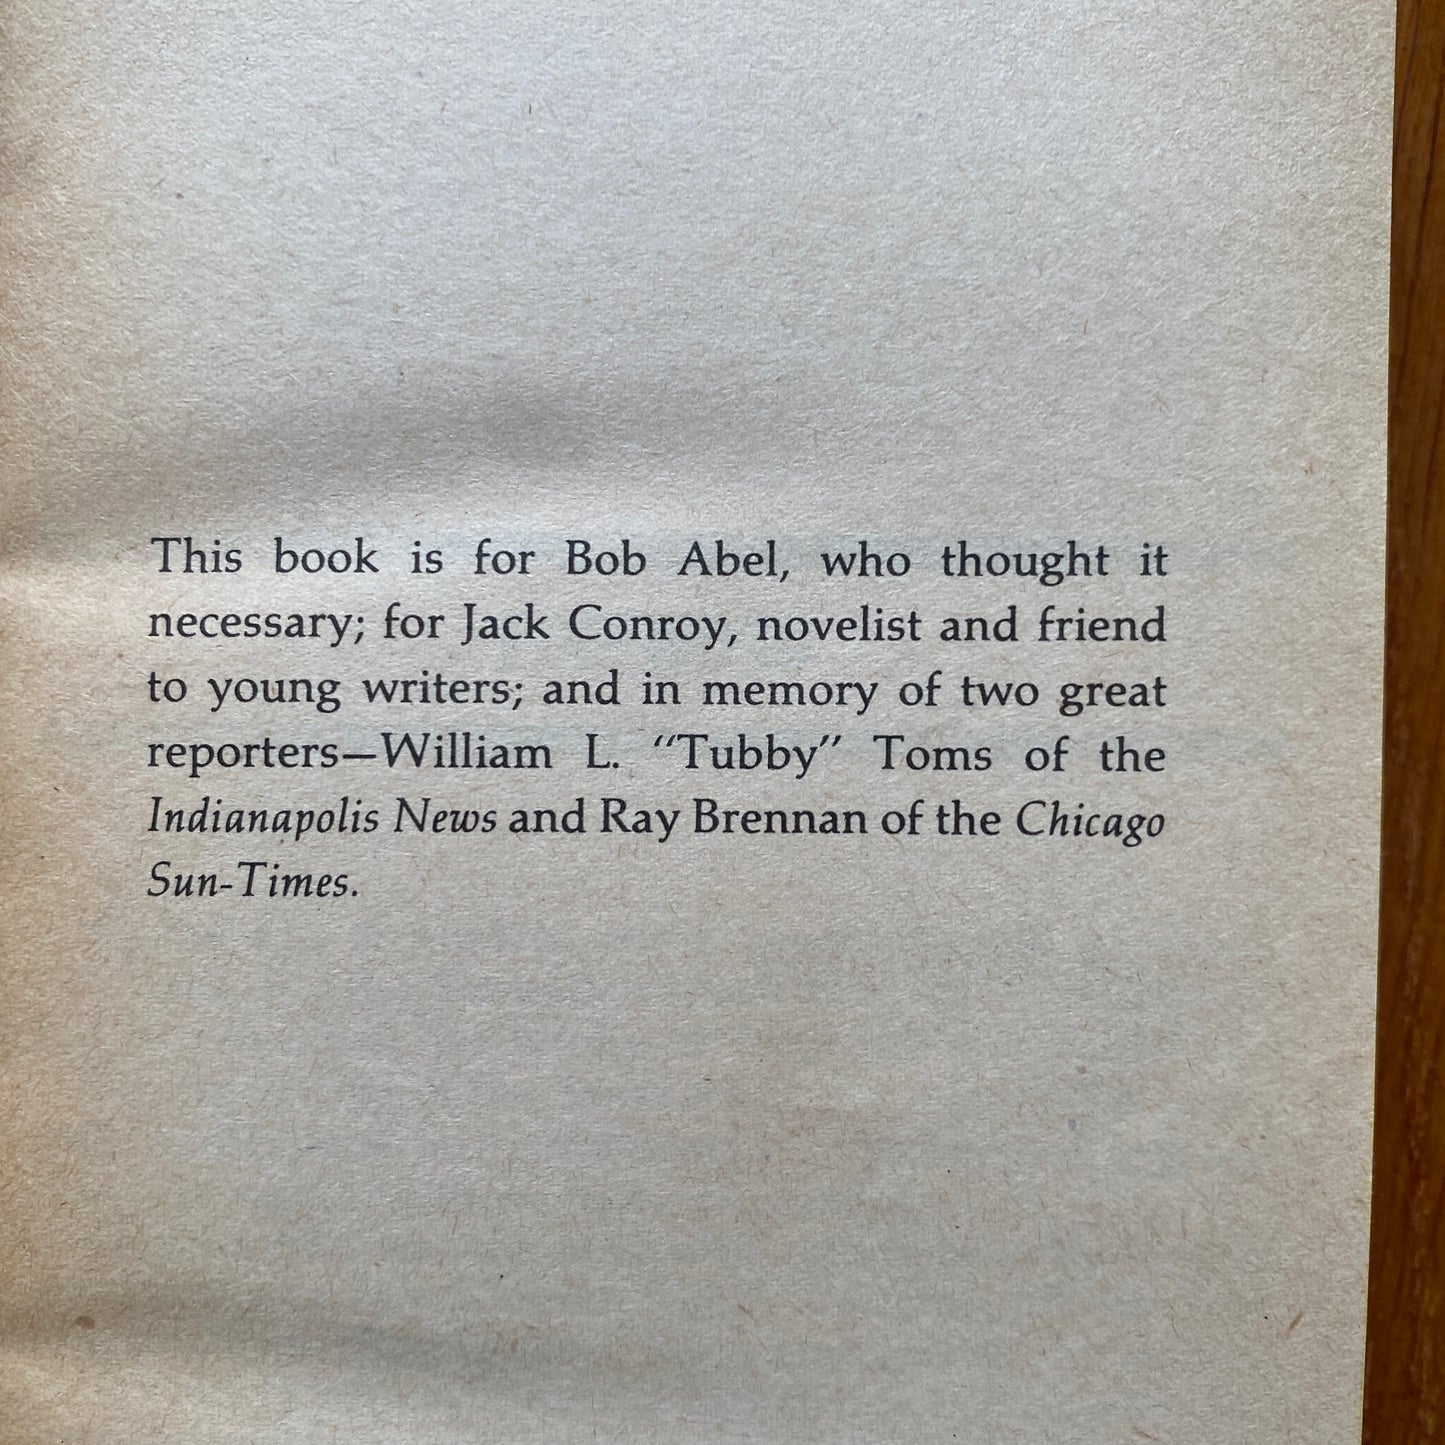 This book is for Bob Abel, who thought it
necessary; for Jack Conroy, novelist and friend
to young writers; and in memory of two great
reporters—William L. “Tubby” Toms of the
Indianapolis News and Ray Brennan of the Chicago
Sun-Times.